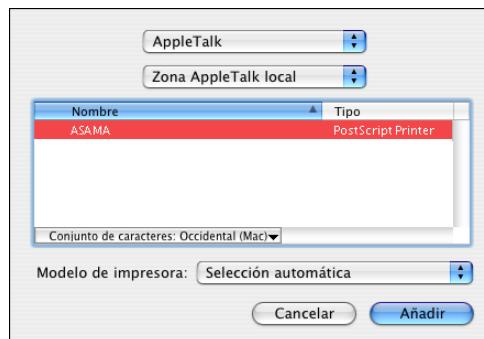 AppleTalk
Zona AppleTalk local
Nombre Tipo
ASAMA PostScript Printer
Conjunto de caracteres: Occidental (Mac)
Modelo de impresora: Selección automática
Cancelar Añadir